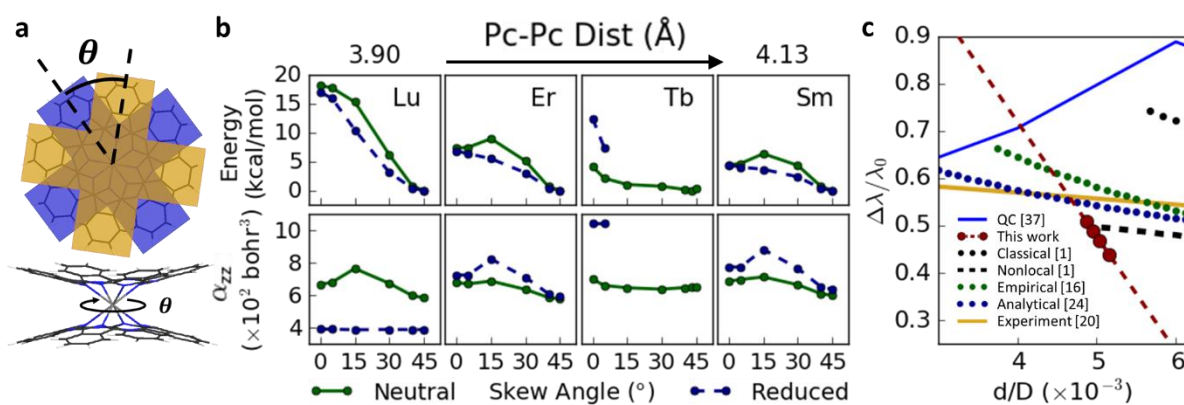 a
θ
θ
b
Pc-Pc Dist (Å)
3.90
4.13
Energy
(kcal/mol)
20
15
10
5
0
Lu
Er
Tb
Sm
αzz
(×10² bohr⁻³)
10
8
6
4
0 15 30 45
0 15 30 45
0 15 30 45
0 15 30 45
Neutral
Skew Angle (°)
Reduced
c
Δλ/λ₀
0.9
0.8
0.7
0.6
0.5
0.4
0.3
QC [37]
This work
Classical [1]
Nonlocal [1]
Empirical [16]
Analytical [24]
Experiment [20]
4 5 6
d/D (×10⁻³)